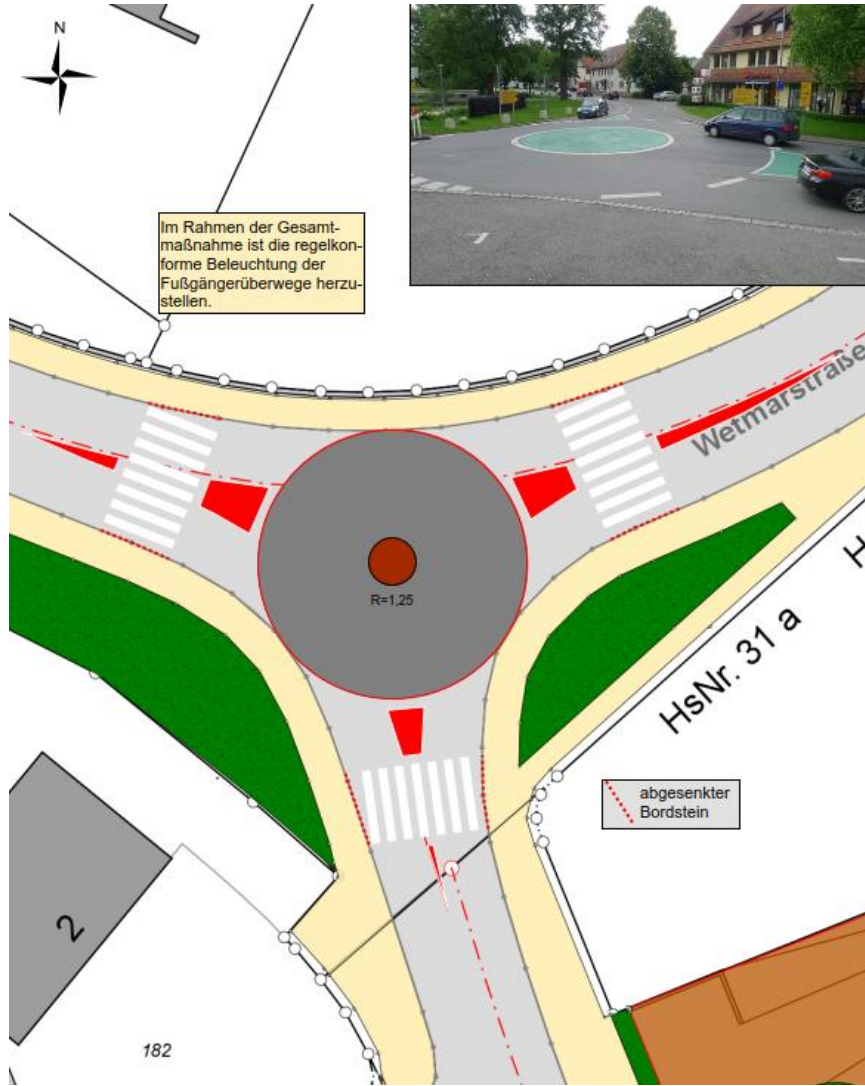 N
Im Rahmen der Gesamt-
maßnahme ist die regelkon-
forme Beleuchtung der
Fußgängerüberwege herzu-
stellen.
Wetmarstraße
R=1,25
H
HsNr. 31 a
abgesenkter
Bordstein
2
182